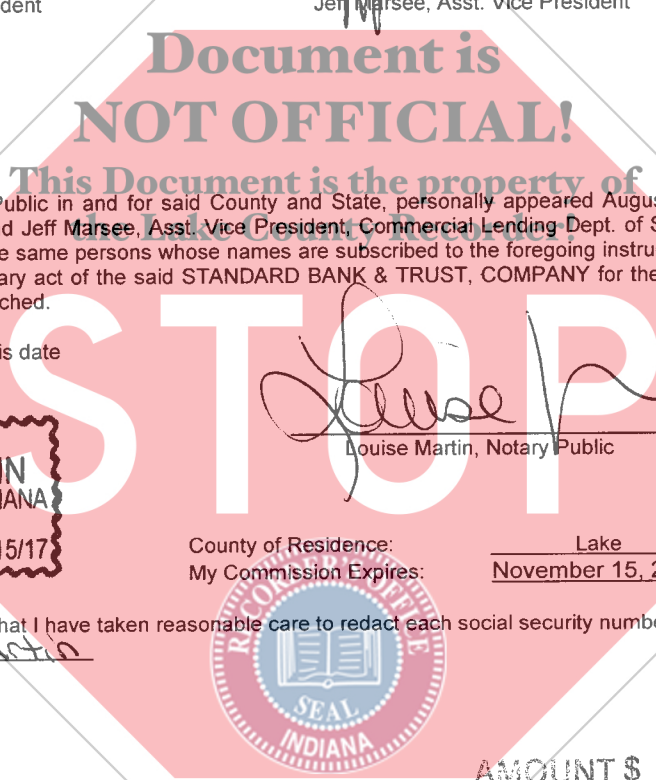 dent Jeff Marsee, Asst. Vice President
Document is
NOT OFFICIAL!
This Document is the property of
the Lake County Recorder!
Public in and for said County and State, personally appeared Augus
d Jeff Marsee, Asst. Vice President, Commercial Lending Dept. of S
e same persons whose names are subscribed to the foregoing instru
ary act of the said STANDARD BANK & TRUST, COMPANY for the
ched.
STOP
is date
Louise
Louise Martin, Notary Public
IN
IANA
15/17
County of Residence: Lake
My Commission Expires: November 15, 2
hat I have taken reasonable care to redact each social security numbe
artin
RECORDER'S OFFICE
SEAL
INDIANA
AMOUNT $